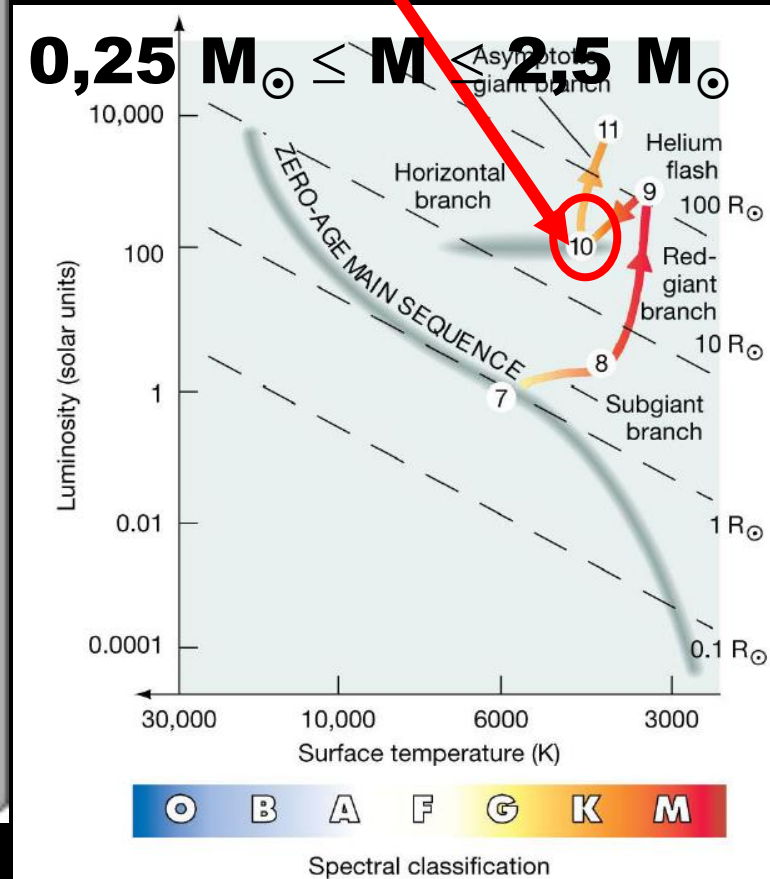 0,25 M☉ ≤ M ≤ 2,5 M☉
Asymptotic
giant branch
10,000
11
Helium
flash
Horizontal
branch
9
100 R☉
ZERO-AGE MAIN SEQUENCE
10
100
Red-
giant
branch
10 R☉
8
1
7
Subgiant
branch
Luminosity (solar units)
0.01
1 R☉
0.0001
0.1 R☉
30,000 10,000 6000 3000
Surface temperature (K)
O B A F G K M
Spectral classification